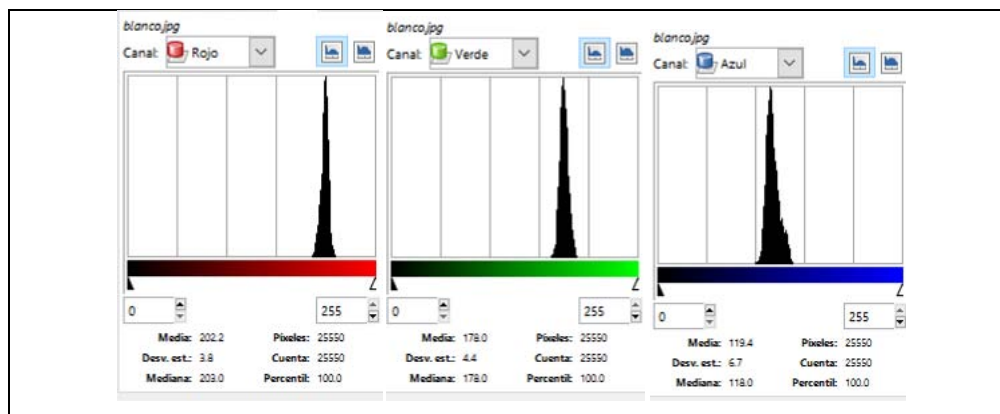 blanco.jpg
Canal: Rojo
0 255
Media: 202.2 Píxeles: 25550
Desv. est.: 3.8 Cuenta: 25550
Mediana: 203.0 Percentil: 100.0
blanco.jpg
Canal: Verde
0 255
Media: 178.0 Píxeles: 25550
Desv. est.: 4.4 Cuenta: 25550
Mediana: 178.0 Percentil: 100.0
blanco.jpg
Canal: Azul
0 255
Media: 119.4 Píxeles: 25550
Desv. est.: 6.7 Cuenta: 25550
Mediana: 118.0 Percentil: 100.0